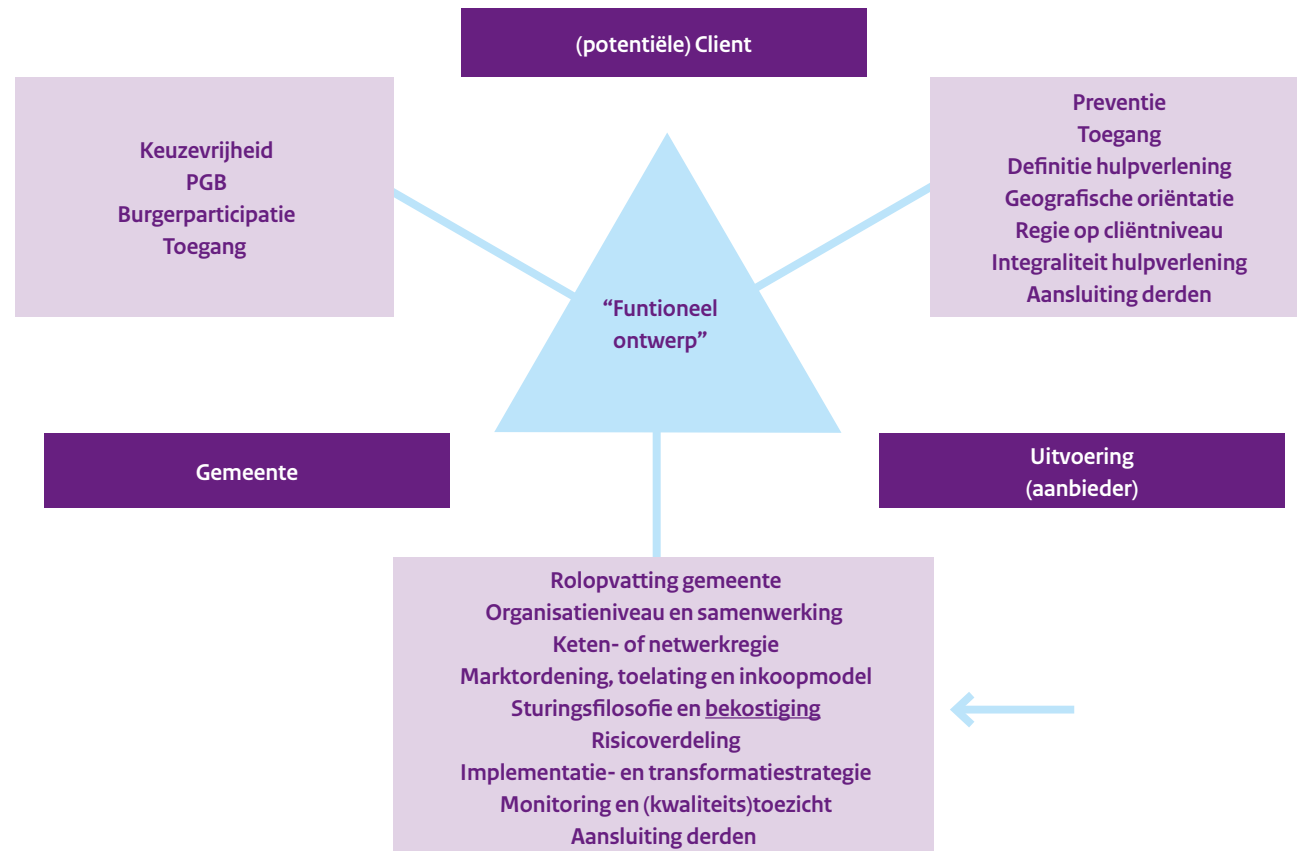 (potentiële) Client
Keuzevrijheid
PGB
Burgerparticipatie
Toegang
Preventie
Toegang
Definitie hulpverlening
Geografische oriëntatie
Regie op cliëntniveau
Integraliteit hulpverlening
Aansluiting derden
“Funtioneel
ontwerp”
Gemeente
Uitvoering
(aanbieder)
Rolopvatting gemeente
Organisatieniveau en samenwerking
Keten- of netwerkregie
Marktordening, toelating en inkoopmodel
Sturingsfilosofie en bekostiging
Risicoverdeling
Implementatie- en transformatiestrategie
Monitoring en (kwaliteits)toezicht
Aansluiting derden